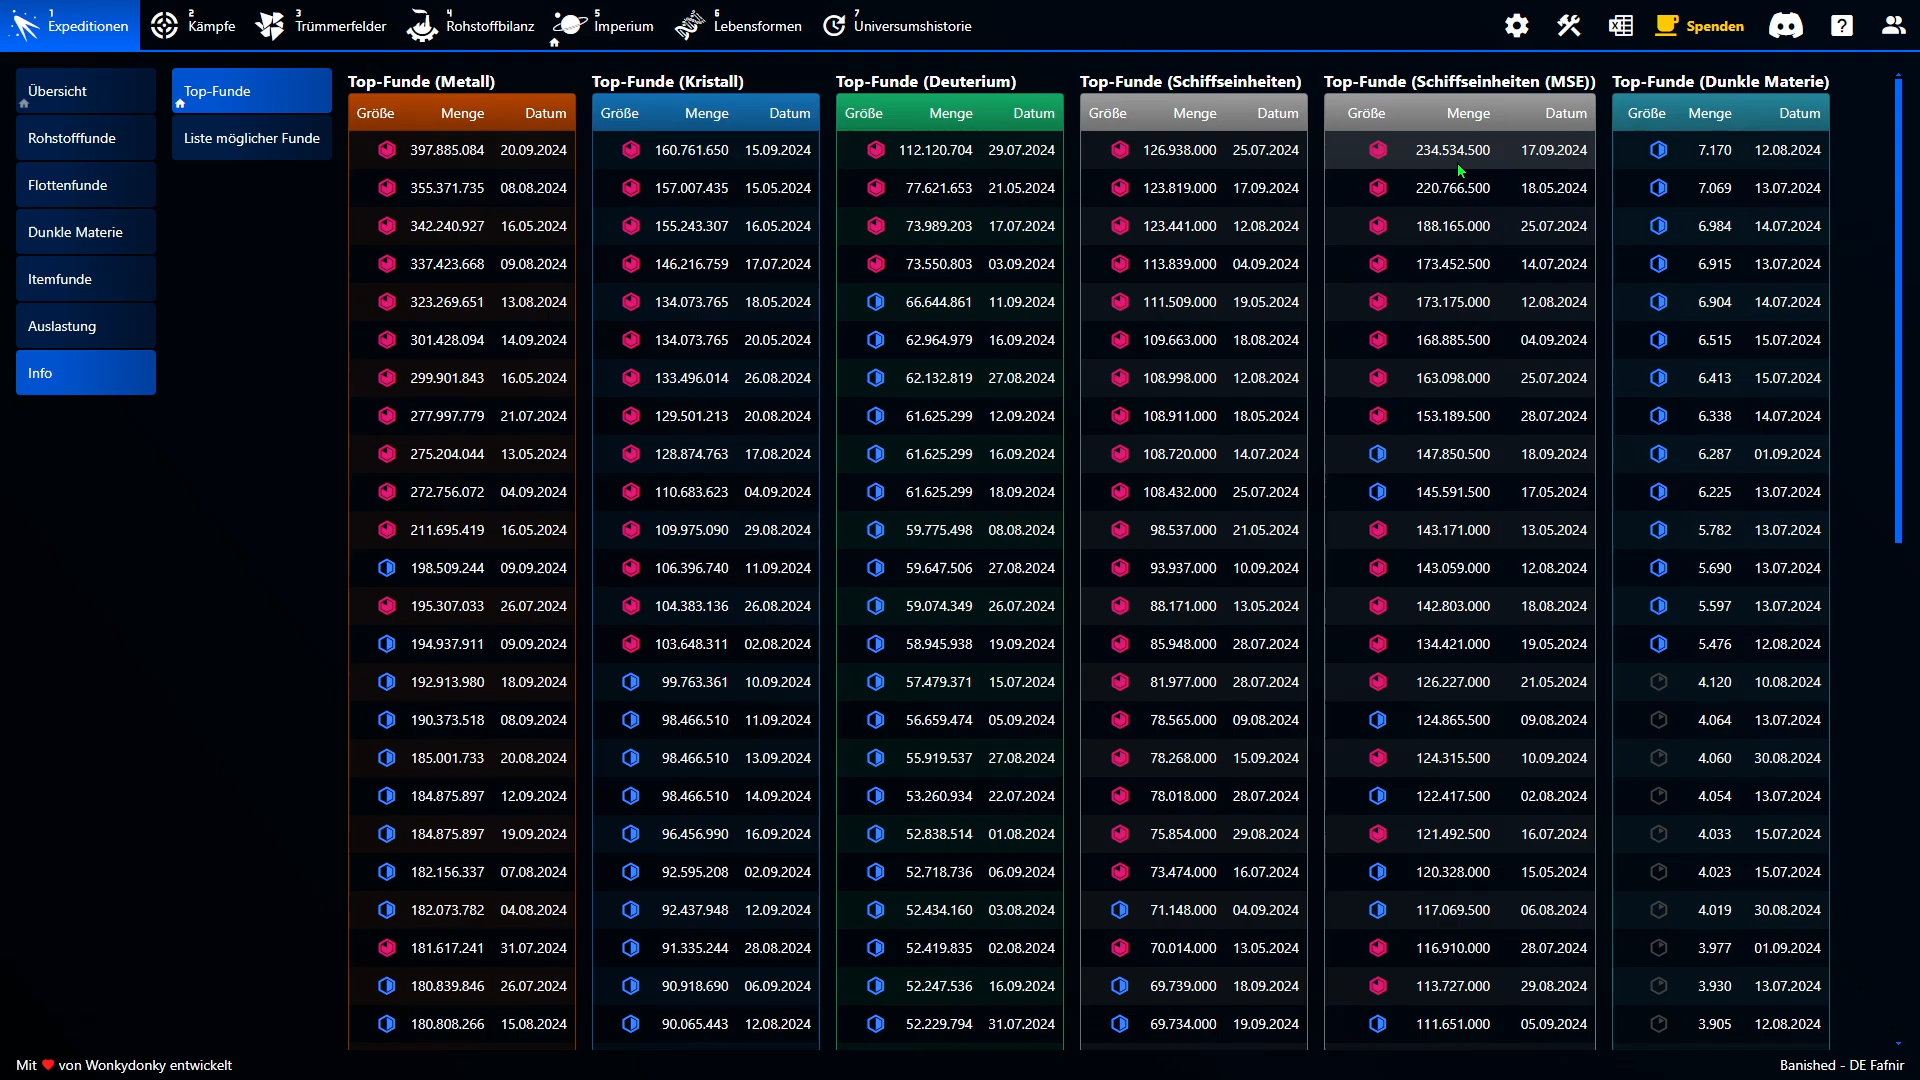 1 Expeditionen 2 Kämpfe 3 Trümmerfelder 4 Rohstoffbilanz 5 Imperium 6 Lebensformen 7 Universumshistorie Spenden
Übersicht
Rohstofffunde
Flottenfunde
Dunkle Materie
Itemfunde
Auslastung
Info
Top-Funde
Liste möglicher Funde
Top-Funde (Metall) Top-Funde (Kristall) Top-Funde (Deuterium) Top-Funde (Schiffseinheiten) Top-Funde (Schiffseinheiten (MSE)) Top-Funde (Dunkle Materie)
Größe Menge Datum Größe Menge Datum Größe Menge Datum Größe Menge Datum Größe Menge Datum Größe Menge Datum
397.885.084 20.09.2024 160.761.650 15.09.2024 112.120.704 29.07.2024 126.938.000 25.07.2024 234.534.500 17.09.2024 7.170 12.08.2024
355.371.735 08.08.2024 157.007.435 15.05.2024 77.621.653 21.05.2024 123.819.000 17.09.2024 220.766.500 18.05.2024 7.069 13.07.2024
342.240.927 16.05.2024 155.243.307 16.05.2024 73.989.203 17.07.2024 123.441.000 12.08.2024 188.165.000 25.07.2024 6.984 14.07.2024
337.423.668 09.08.2024 146.216.759 17.07.2024 73.550.803 03.09.2024 113.839.000 04.09.2024 173.452.500 14.07.2024 6.915 13.07.2024
323.269.651 13.08.2024 134.073.765 18.05.2024 66.644.861 11.09.2024 111.509.000 19.05.2024 173.175.000 12.08.2024 6.904 14.07.2024
301.428.094 14.09.2024 134.073.765 20.05.2024 62.964.979 16.09.2024 109.663.000 18.08.2024 168.885.500 04.09.2024 6.515 15.07.2024
299.901.843 16.05.2024 133.496.014 26.08.2024 62.132.819 27.08.2024 108.998.000 12.08.2024 163.098.000 25.07.2024 6.413 15.07.2024
277.997.779 21.07.2024 129.501.213 20.08.2024 61.625.299 12.09.2024 108.911.000 18.05.2024 153.189.500 28.07.2024 6.338 14.07.2024
275.204.044 13.05.2024 128.874.763 17.08.2024 61.625.299 16.09.2024 108.720.000 14.07.2024 147.850.500 18.09.2024 6.287 01.09.2024
272.756.072 04.09.2024 110.683.623 04.09.2024 61.625.299 18.09.2024 108.432.000 25.07.2024 145.591.500 17.05.2024 6.225 13.07.2024
211.695.419 16.05.2024 109.975.090 29.08.2024 59.775.498 08.08.2024 98.537.000 21.05.2024 143.171.000 13.05.2024 5.782 13.07.2024
198.509.244 09.09.2024 106.396.740 11.09.2024 59.647.506 27.08.2024 93.937.000 10.09.2024 143.059.000 12.08.2024 5.690 13.07.2024
195.307.033 26.07.2024 104.383.136 26.08.2024 59.074.349 26.07.2024 88.171.000 13.05.2024 142.803.000 18.08.2024 5.597 13.07.2024
194.937.911 09.09.2024 103.648.311 02.08.2024 58.945.938 19.09.2024 85.948.000 28.07.2024 134.421.000 19.05.2024 5.476 12.08.2024
192.913.980 18.09.2024 99.763.361 10.09.2024 57.479.371 15.07.2024 81.977.000 28.07.2024 126.227.000 21.05.2024 4.120 10.08.2024
190.373.518 08.09.2024 98.466.510 11.09.2024 56.659.474 05.09.2024 78.565.000 09.08.2024 124.865.500 09.08.2024 4.064 13.07.2024
185.001.733 20.08.2024 98.466.510 13.09.2024 55.919.537 27.08.2024 78.268.000 15.09.2024 124.315.500 10.09.2024 4.060 30.08.2024
184.875.897 12.09.2024 98.466.510 14.09.2024 53.260.934 22.07.2024 78.018.000 28.07.2024 122.417.500 02.08.2024 4.054 13.07.2024
184.875.897 19.09.2024 96.456.990 16.09.2024 52.838.514 01.08.2024 75.854.000 29.08.2024 121.492.500 16.07.2024 4.033 15.07.2024
182.156.337 07.08.2024 92.595.208 02.09.2024 52.718.736 06.09.2024 73.474.000 16.07.2024 120.328.000 15.05.2024 4.023 15.07.2024
182.073.782 04.08.2024 92.437.948 12.09.2024 52.434.160 03.08.2024 71.148.000 04.09.2024 117.069.500 06.08.2024 4.019 30.08.2024
181.617.241 31.07.2024 91.335.244 28.08.2024 52.419.835 02.08.2024 70.014.000 13.05.2024 116.910.000 28.07.2024 3.977 01.09.2024
180.839.846 26.07.2024 90.918.690 06.09.2024 52.247.536 16.09.2024 69.739.000 18.09.2024 113.727.000 29.08.2024 3.930 13.07.2024
180.808.266 15.08.2024 90.065.443 12.08.2024 52.229.794 31.07.2024 69.734.000 19.09.2024 111.651.000 05.09.2024 3.905 12.08.2024
Mit ❤ von Wonkydonky entwickelt Banished - DE Fafnir